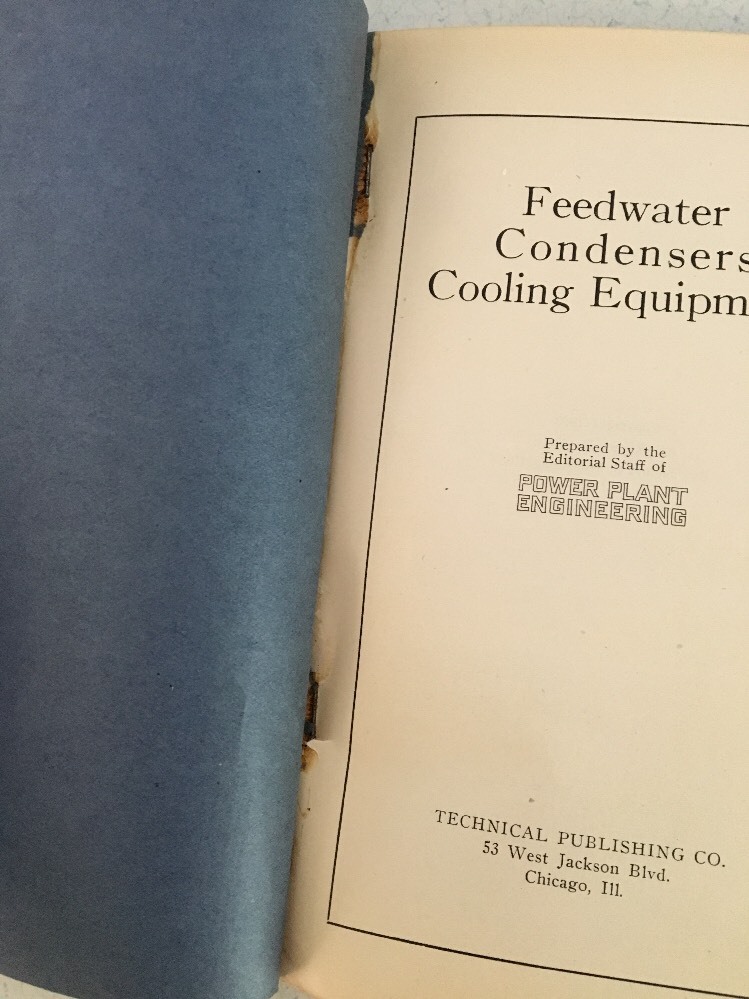 Feedwater
Condensers
Cooling Equipm
Prepared by the
Editorial Staff of
POWER PLANT
ENGINEERING
TECHNICAL PUBLISHING CO.
53 West Jackson Blvd.
Chicago, Ill.